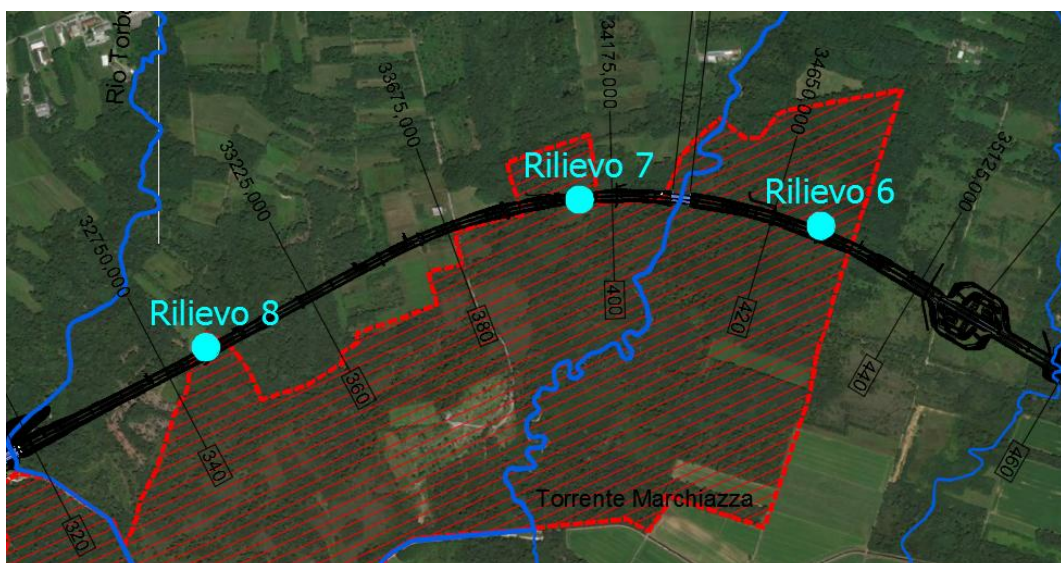 Rio Torbo
32750,000
33225,000
33675,000
34175,000
34650,000
35125,000
Rilievo 8
Rilievo 7
Rilievo 6
320
340
360
380
400
420
440
460
Torrente Marchiazza